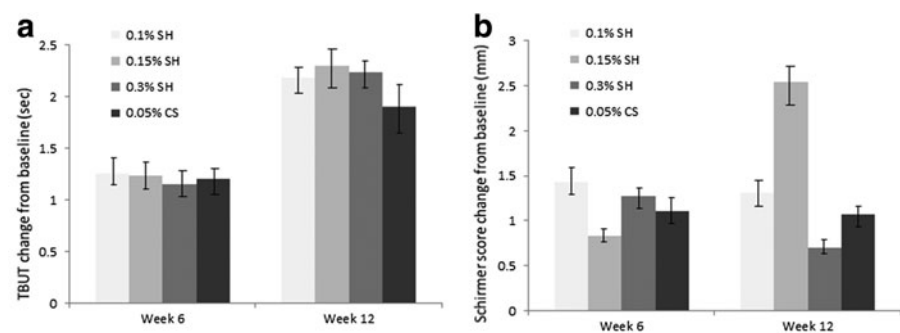 a
TBUT change from baseline (sec)
2.5
2
1.5
1
0.5
0
0.1% SH
0.15% SH
0.3% SH
0.05% CS
Week 6
Week 12
b
Schirmer score change from baseline (mm)
3
2.5
2
1.5
1
0.5
0
0.1% SH
0.15% SH
0.3% SH
0.05% CS
Week 6
Week 12